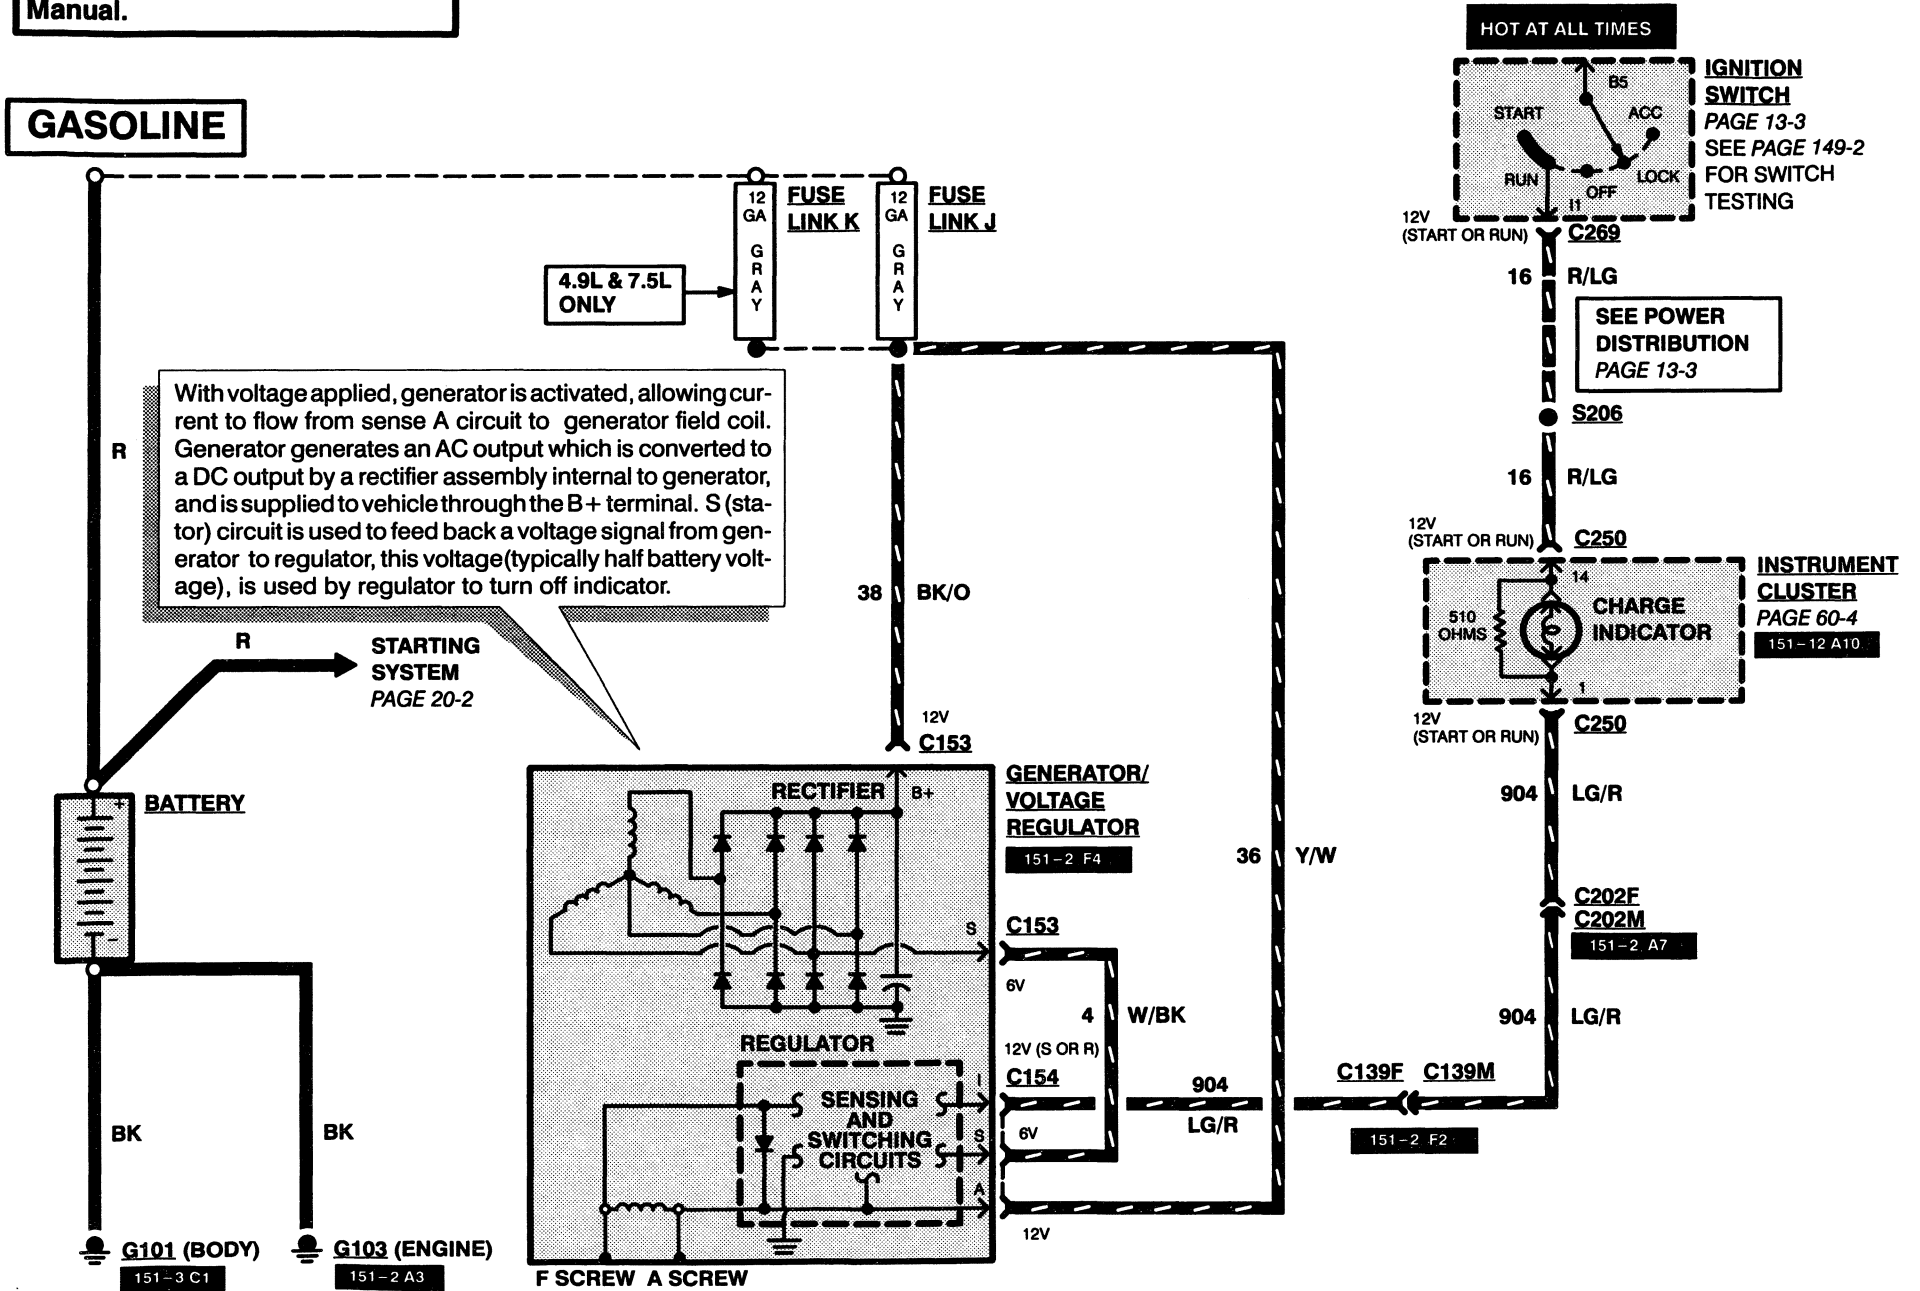 Manual.
GASOLINE
HOT AT ALL TIMES
IGNITION
SWITCH
PAGE 13-3
SEE PAGE 149-2
FOR SWITCH
TESTING
B5
START
ACC
RUN
OFF
LOCK
I1
12V
(START OR RUN)
C269
16
R/LG
SEE POWER
DISTRIBUTION
PAGE 13-3
S206
16
R/LG
12V
(START OR RUN)
C250
14
510
OHMS
CHARGE
INDICATOR
1
INSTRUMENT
CLUSTER
PAGE 60-4
151-12 A10
12V
(START OR RUN)
C250
904
LG/R
C202F
C202M
151-2 A7
904
LG/R
C139F
C139M
151-2 F2
12
GA
G
R
A
Y
FUSE
LINK K
12
GA
G
R
A
Y
FUSE
LINK J
4.9L & 7.5L
ONLY
With voltage applied, generator is activated, allowing cur-
rent to flow from sense A circuit to generator field coil.
Generator generates an AC output which is converted to
a DC output by a rectifier assembly internal to generator,
and is supplied to vehicle through the B+ terminal. S (sta-
tor) circuit is used to feed back a voltage signal from gen-
erator to regulator, this voltage (typically half battery volt-
age), is used by regulator to turn off indicator.
R
R
STARTING
SYSTEM
PAGE 20-2
+
BATTERY
-
BK
BK
G101 (BODY)
151-3 C1
G103 (ENGINE)
151-2 A3
38
BK/O
12V
C153
RECTIFIER
B+
GENERATOR/
VOLTAGE
REGULATOR
151-2 F4
36
Y/W
S
C153
6V
4
W/BK
REGULATOR
12V (S OR R)
I
C154
904
LG/R
SENSING
AND
SWITCHING
CIRCUITS
S
6V
A
12V
F SCREW
A SCREW